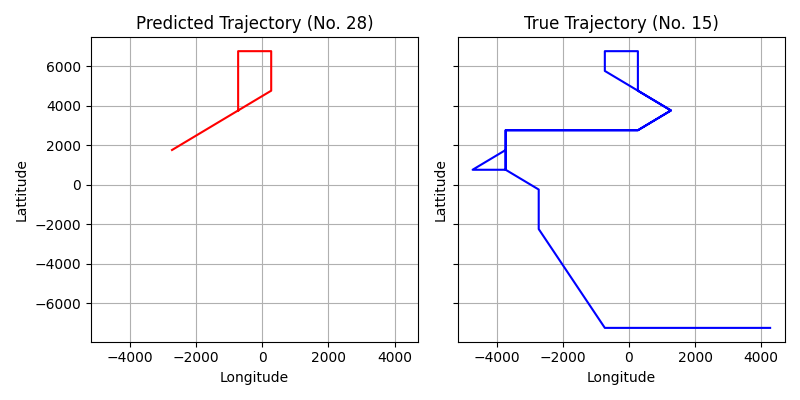 Predicted Trajectory (No. 28)
True Trajectory (No. 15)
6000
4000
2000
0
−2000
−4000
−6000
Lattitude
Lattitude
−4000 −2000 0 2000 4000
−4000 −2000 0 2000 4000
Longitude
Longitude